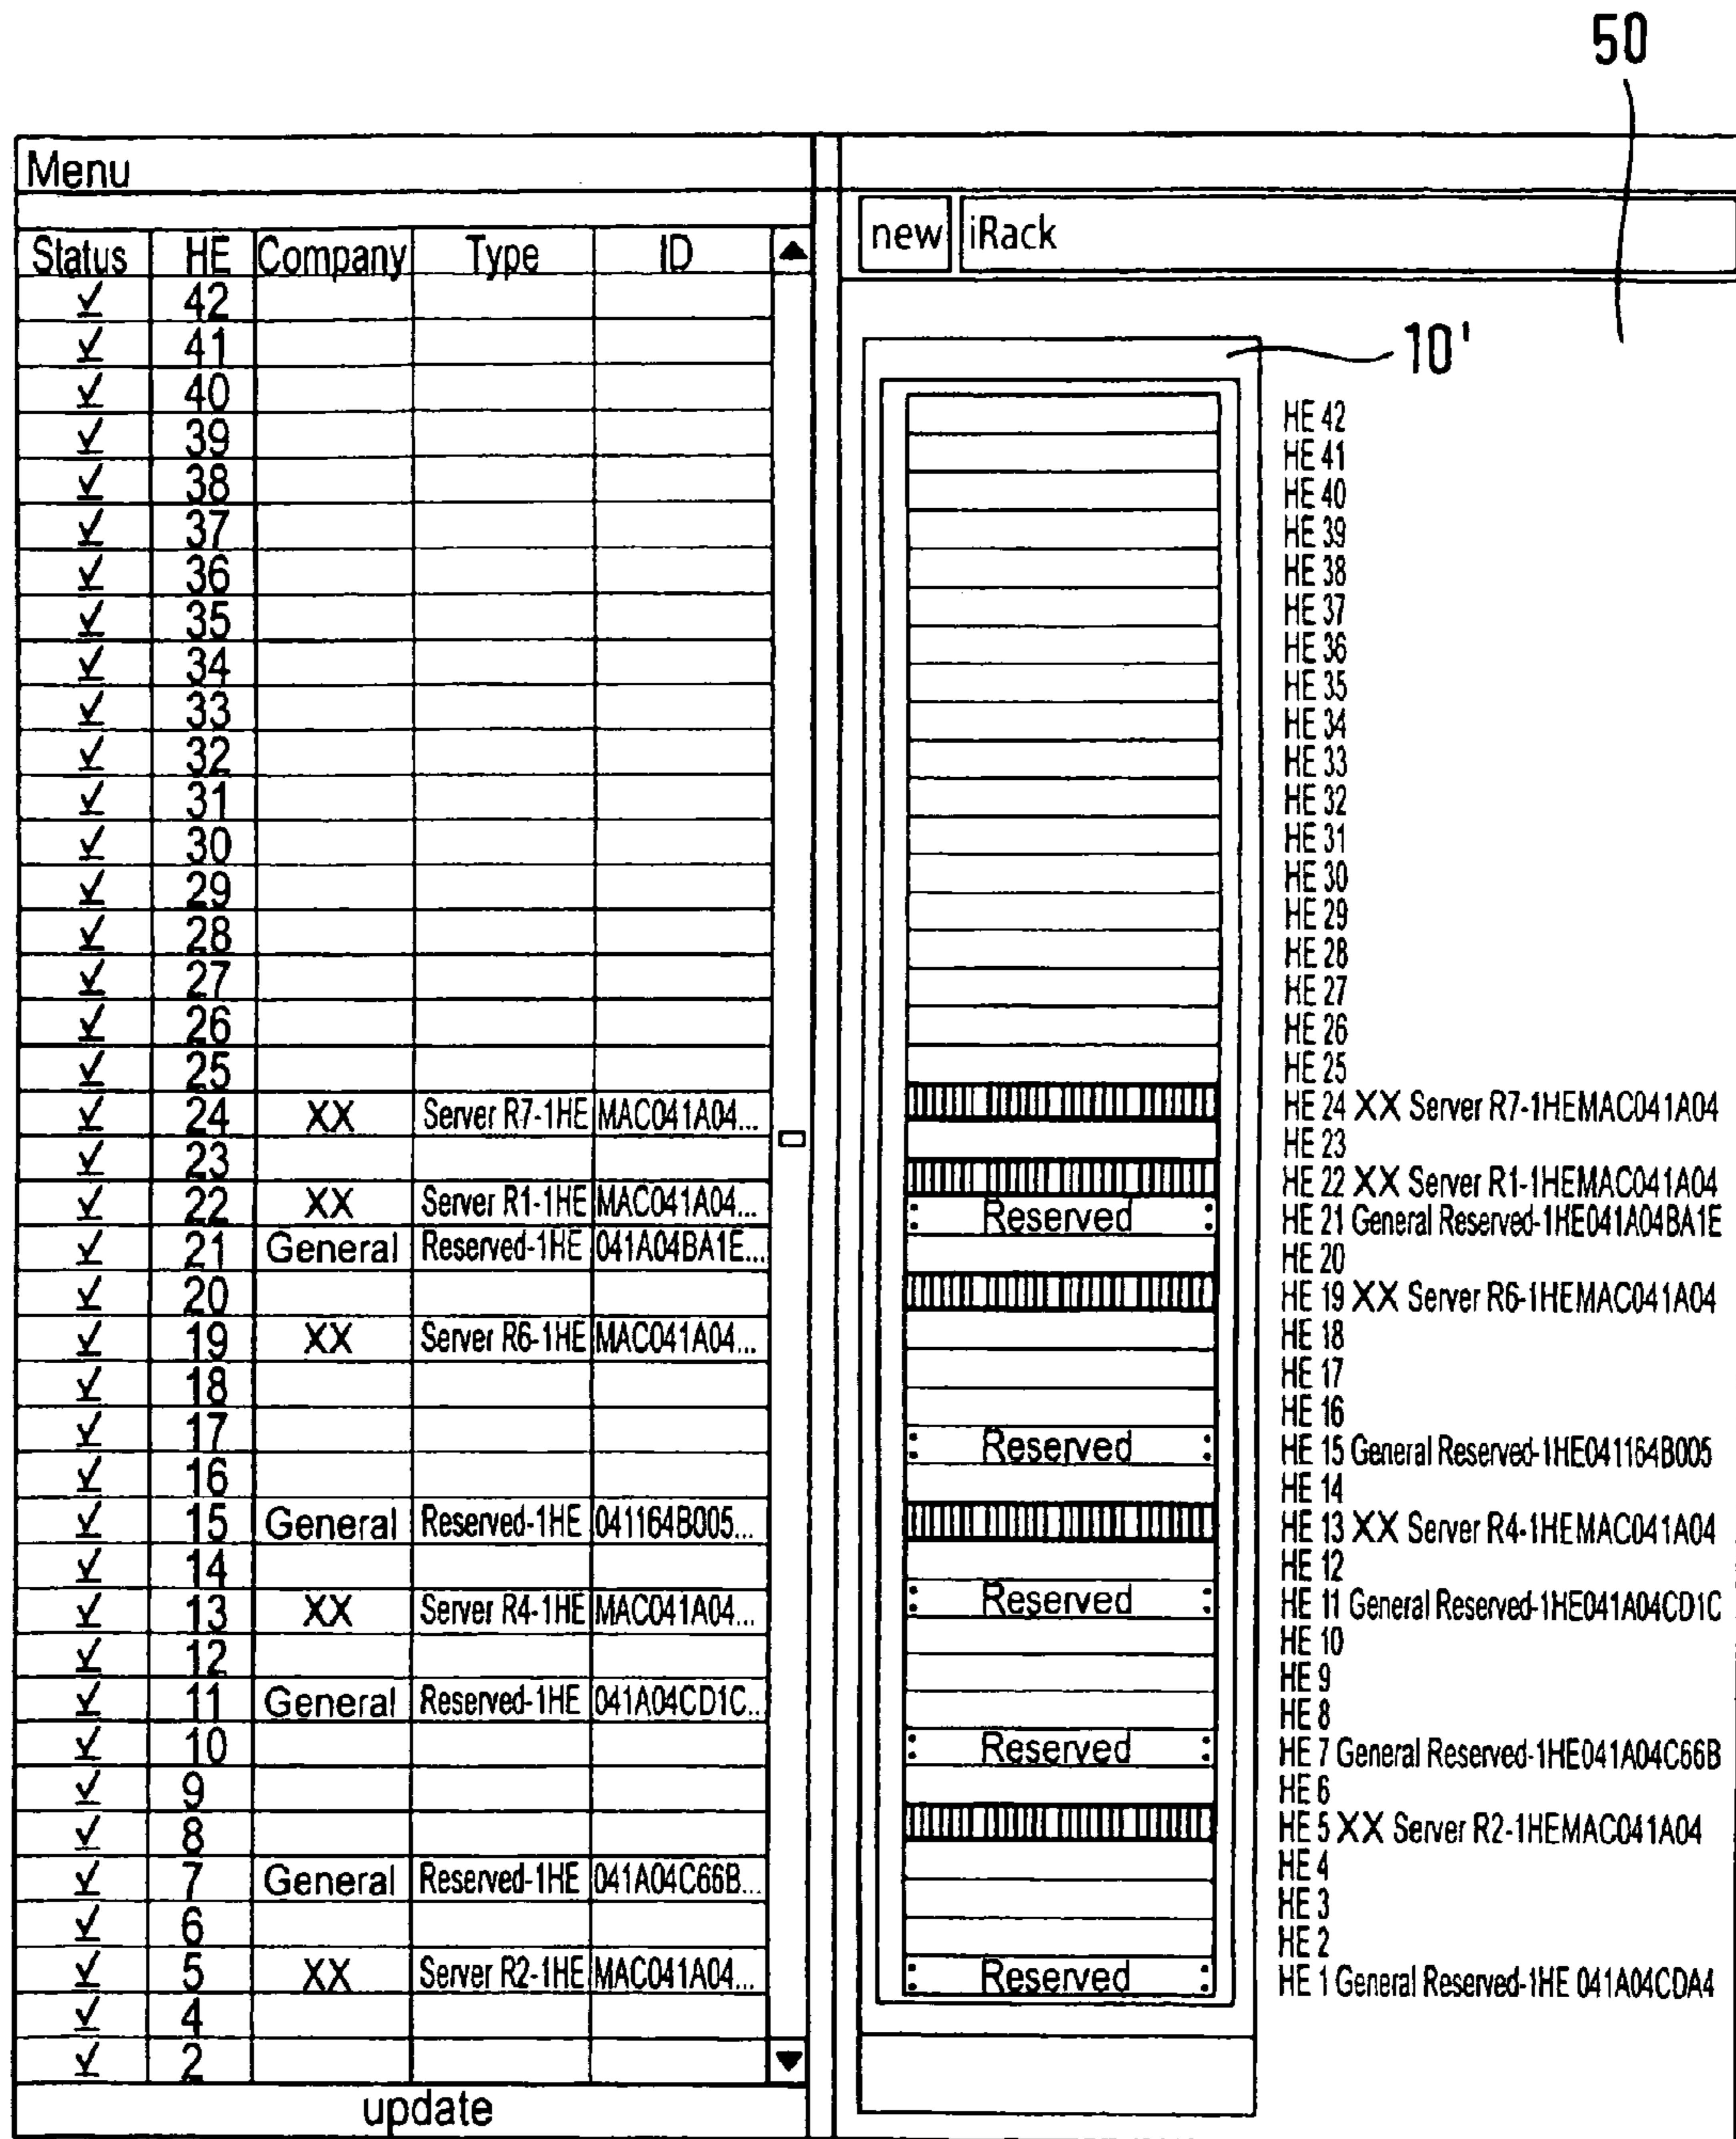 50
Menu
new iRack
Status HE Company Type ID
10'
42
41
40
39
38
37
36
35
34
33
32
31
30
29
28
27
26
25
24 XX Server R7-1HE MAC041A04...
23
22 XX Server R1-1HE MAC041A04...
21 General Reserved-1HE 041A04BA1E...
20
19 XX Server R6-1HE MAC041A04...
18
17
16
15 General Reserved-1HE 041164B005...
14
13 XX Server R4-1HE MAC041A04...
12
11 General Reserved-1HE 041A04CD1C..
10
9
8
7 General Reserved-1HE 041A04C66B...
6
5 XX Server R2-1HE MAC041A04...
4
2
update
HE 42
HE 41
HE 40
HE 39
HE 38
HE 37
HE 36
HE 35
HE 34
HE 33
HE 32
HE 31
HE 30
HE 29
HE 28
HE 27
HE 26
HE 25
HE 24 XX Server R7-1HEMAC041A04
HE 23
HE 22 XX Server R1-1HEMAC041A04
Reserved HE 21 General Reserved-1HE041A04BA1E
HE 20
HE 19 XX Server R6-1HEMAC041A04
HE 18
HE 17
HE 16
Reserved HE 15 General Reserved-1HE041164B005
HE 14
HE 13 XX Server R4-1HEMAC041A04
HE 12
Reserved HE 11 General Reserved-1HE041A04CD1C
HE 10
HE 9
HE 8
Reserved HE 7 General Reserved-1HE041A04C66B
HE 6
HE 5 XX Server R2-1HEMAC041A04
HE 4
HE 3
HE 2
Reserved HE 1 General Reserved-1HE 041A04CDA4